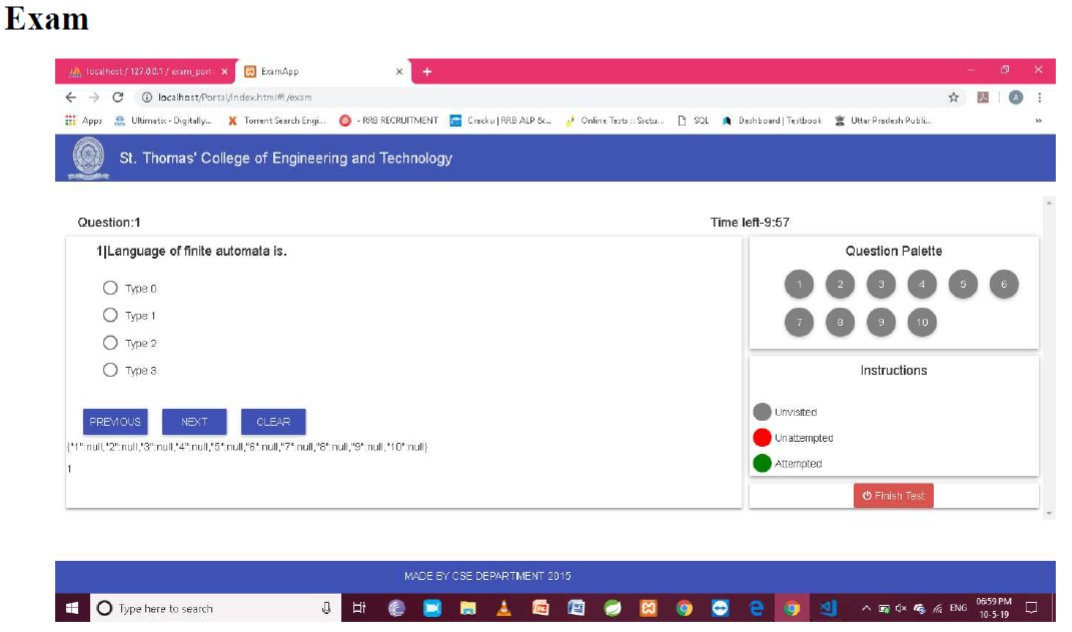 Exam
localhost / 127.0.0.1 / exam_port
ExamApp
localhost/Portal/index.html#!/exam
Apps
Ultimatix - Digitally...
Torrent Search Engi...
- RRB RECRUITMENT
Cracku | RRB ALP &...
Online Tests ::
SQL
Dashboard | Testbook
Uttar Pradesh Publi...
St. Thomas' College of Engineering and Technology
Question:1
Time left-9:57
1|Language of finite automata is.
Type 0
Type 1
Type 2
Type 3
PREVIOUS NEXT CLEAR
{"1":null,"2":null,"3":null,"4":null,"5":null,"6":null,"7":null,"8":null,"9":null,"10":null}
1
Question Palette
1 2 3 4 5 6
7 8 9 10
Instructions
Unvisited
Unattempted
Attempted
Finish Test
MADE BY CSE DEPARTMENT 2015
Type here to search
ENG
06:59 PM
10-5-19